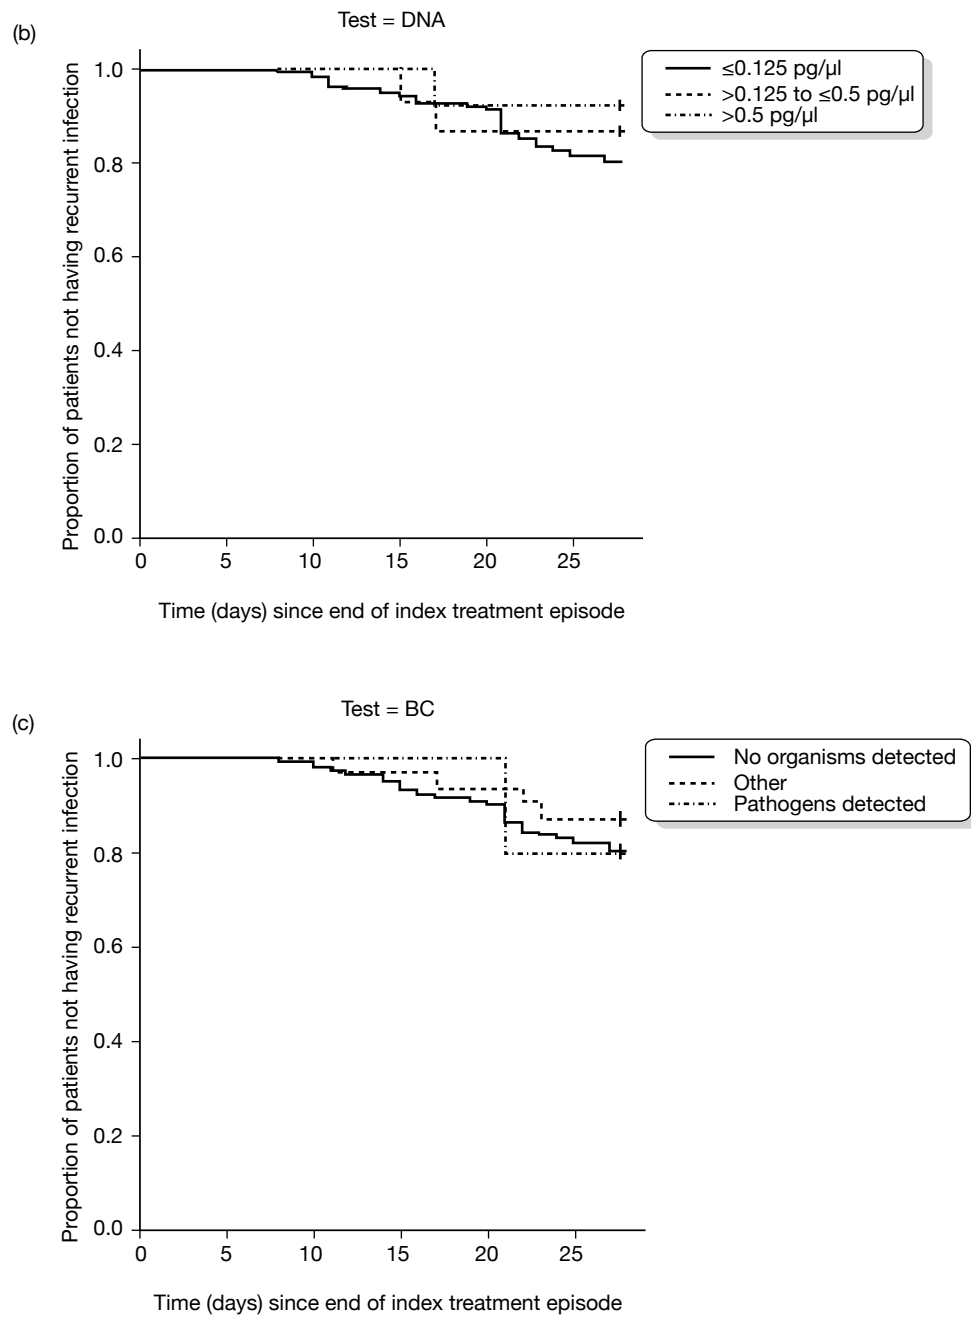 (b)
Test = DNA
Proportion of patients not having recurrent infection
1.0
0.8
0.6
0.4
0.2
0.0
0 5 10 15 20 25
Time (days) since end of index treatment episode
≤0.125 pg/µl
>0.125 to ≤0.5 pg/µl
>0.5 pg/µl
(c)
Test = BC
Proportion of patients not having recurrent infection
1.0
0.8
0.6
0.4
0.2
0.0
0 5 10 15 20 25
Time (days) since end of index treatment episode
No organisms detected
Other
Pathogens detected